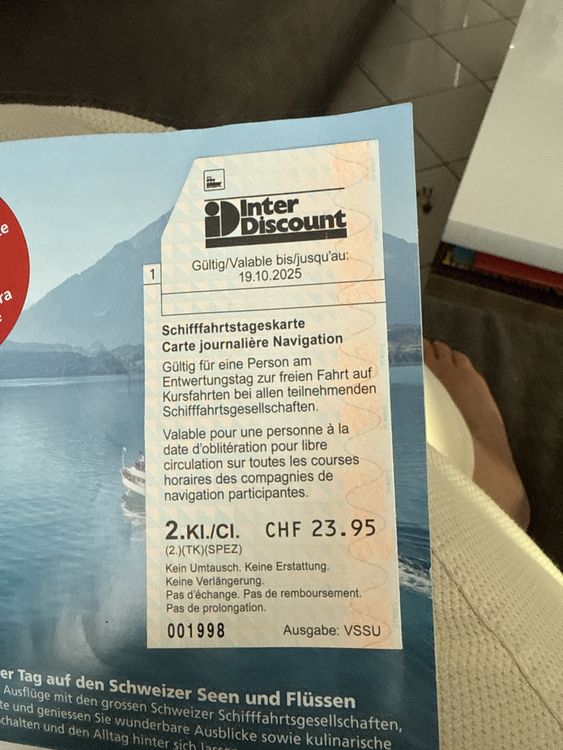 iD Inter
Discount
Gültig/Valable bis/jusqu'au:
19.10.2025
1
Schifffahrtstageskarte
Carte journalière Navigation
Gültig für eine Person am
Entwertungstag zur freien Fahrt auf
Kursfahrten bei allen teilnehmenden
Schifffahrtsgesellschaften.
Valable pour une personne à la
date d'oblitération pour libre
circulation sur toutes les courses
horaires des compagnies de
navigation participantes.
2.Kl./Cl. CHF 23.95
(2.)(TK)(SPEZ)
Kein Umtausch. Keine Erstattung.
Keine Verlängerung.
Pas d'échange. Pas de remboursement.
Pas de prolongation.
001998 Ausgabe: VSSU
er Tag auf den Schweizer Seen und Flüssen
Ausflüge mit den grossen Schweizer Schifffahrtsgesellschaften,
te und geniessen Sie wunderbare Ausblicke sowie kulinarische
chalten und den Alltag hinter sich